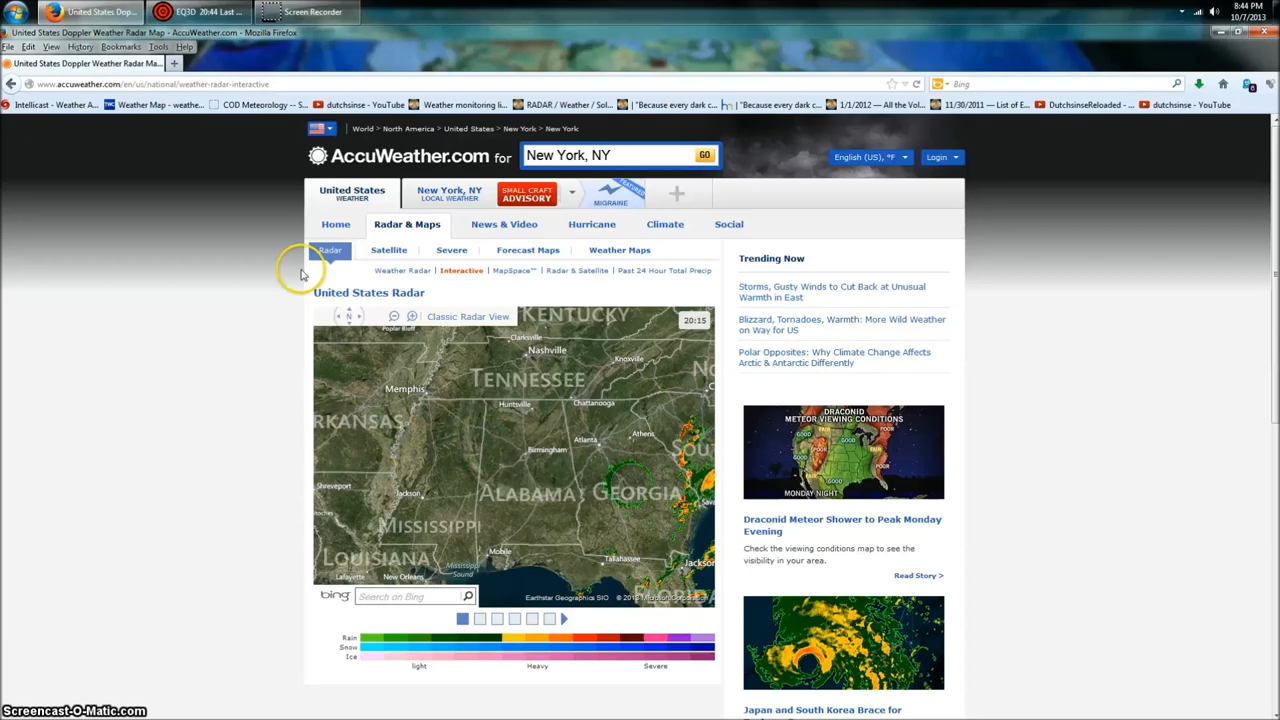 United States Dop...
EQ3D 20:44 Last ...
Screen Recorder
8:44 PM
10/7/2013
United States Doppler Weather Radar Map - AccuWeather.com - Mozilla Firefox
File Edit View History Bookmarks Tools Help
United States Doppler Weather Radar Ma...
www.accuweather.com/en/us/national/weather-radar-interactive
Bing
Intellicast - Weather A... Weather Map - weathe... COD Meteorology -- S... dutchsinse - YouTube Weather monitoring li... RADAR / Weather / Sol... | "Because every dark c... | "Because every dark c... 1/1/2012 — All the Vol... 11/30/2011 — List of E... DutchsinseReloaded - ... dutchsinse - YouTube
World > North America > United States > New York > New York
AccuWeather.com for
New York, NY
GO
English (US), °F
Login
United States
WEATHER
New York, NY
LOCAL WEATHER
SMALL CRAFT
ADVISORY
MIGRAINE
FEATURED
Home Radar & Maps News & Video Hurricane Climate Social
Radar Satellite Severe Forecast Maps Weather Maps
Weather Radar Interactive MapSpace™ Radar & Satellite Past 24 Hour Total Precip
United States Radar
N
Classic Radar View
20:15
KENTUCKY
Poplar Bluff
Clarksville
Nashville
Knoxville
TENNESSEE
Memphis
Huntsville
Chattanooga
ARKANSAS
Atlanta
Athens
Birmingham
Shreveport
Jackson
ALABAMA
GEORGIA
MISSISSIPPI
Mobile
Tallahassee
LOUISIANA
Lafayette
New Orleans
Mississippi
Sound
bing
Search on Bing
Earthstar Geographics SIO
Rain
Snow
Ice
light Heavy Severe
Trending Now
Storms, Gusty Winds to Cut Back at Unusual
Warmth in East
Blizzard, Tornadoes, Warmth: More Wild Weather
on Way for US
Polar Opposites: Why Climate Change Affects
Arctic & Antarctic Differently
DRACONID
METEOR VIEWING CONDITIONS
GOOD
FAIR
POOR
MONDAY NIGHT
Draconid Meteor Shower to Peak Monday
Evening
Check the viewing conditions map to see the
visibility in your area.
Read Story >
Japan and South Korea Brace for
Screencast-O-Matic.com